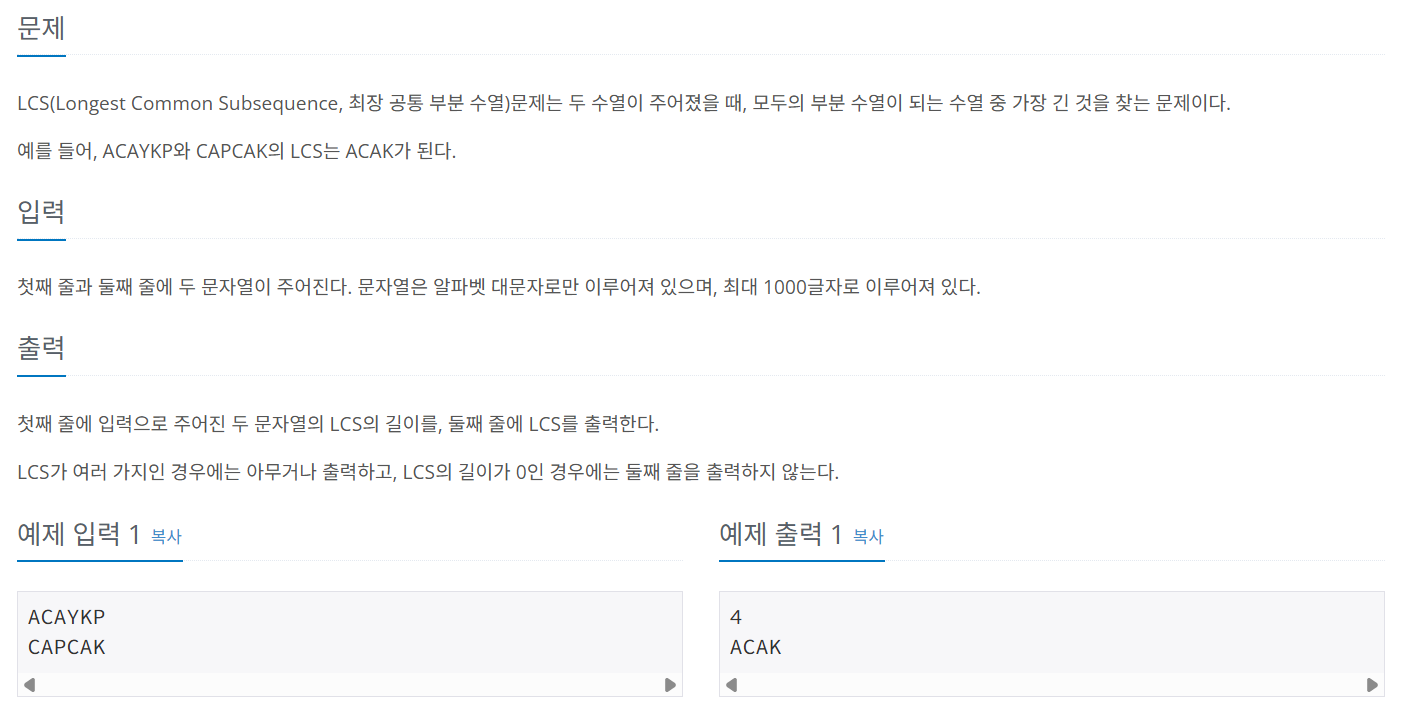 문제
LCS(Longest Common Subsequence, 최장 공통 부분 수열)문제는 두 수열이 주어졌을 때, 모두의 부분 수열이 되는 수열 중 가장 긴 것을 찾는 문제이다.
예를 들어, ACAYKP와 CAPCAK의 LCS는 ACAK가 된다.
입력
첫째 줄과 둘째 줄에 두 문자열이 주어진다. 문자열은 알파벳 대문자로만 이루어져 있으며, 최대 1000글자로 이루어져 있다.
출력
첫째 줄에 입력으로 주어진 두 문자열의 LCS의 길이를, 둘째 줄에 LCS를 출력한다.
LCS가 여러 가지인 경우에는 아무거나 출력하고, LCS의 길이가 0인 경우에는 둘째 줄을 출력하지 않는다.
예제 입력 1 복사
ACAYKP
CAPCAK
예제 출력 1 복사
4
ACAK